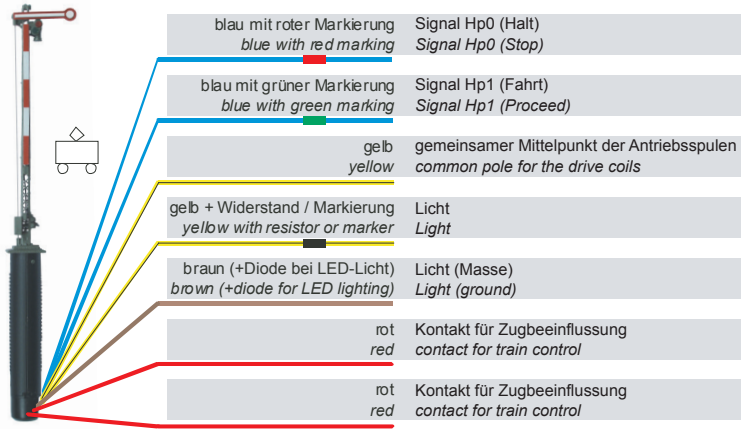 blau mit roter Markierung Signal Hp0 (Halt)
blue with red marking Signal Hp0 (Stop)
blau mit grüner Markierung Signal Hp1 (Fahrt)
blue with green marking Signal Hp1 (Proceed)
gelb gemeinsamer Mittelpunkt der Antriebsspulen
yellow common pole for the drive coils
gelb + Widerstand / Markierung Licht
yellow with resistor or marker Light
braun (+Diode bei LED-Licht) Licht (Masse)
brown (+diode for LED lighting) Light (ground)
rot Kontakt für Zugbeeinflussung
red contact for train control
rot Kontakt für Zugbeeinflussung
red contact for train control